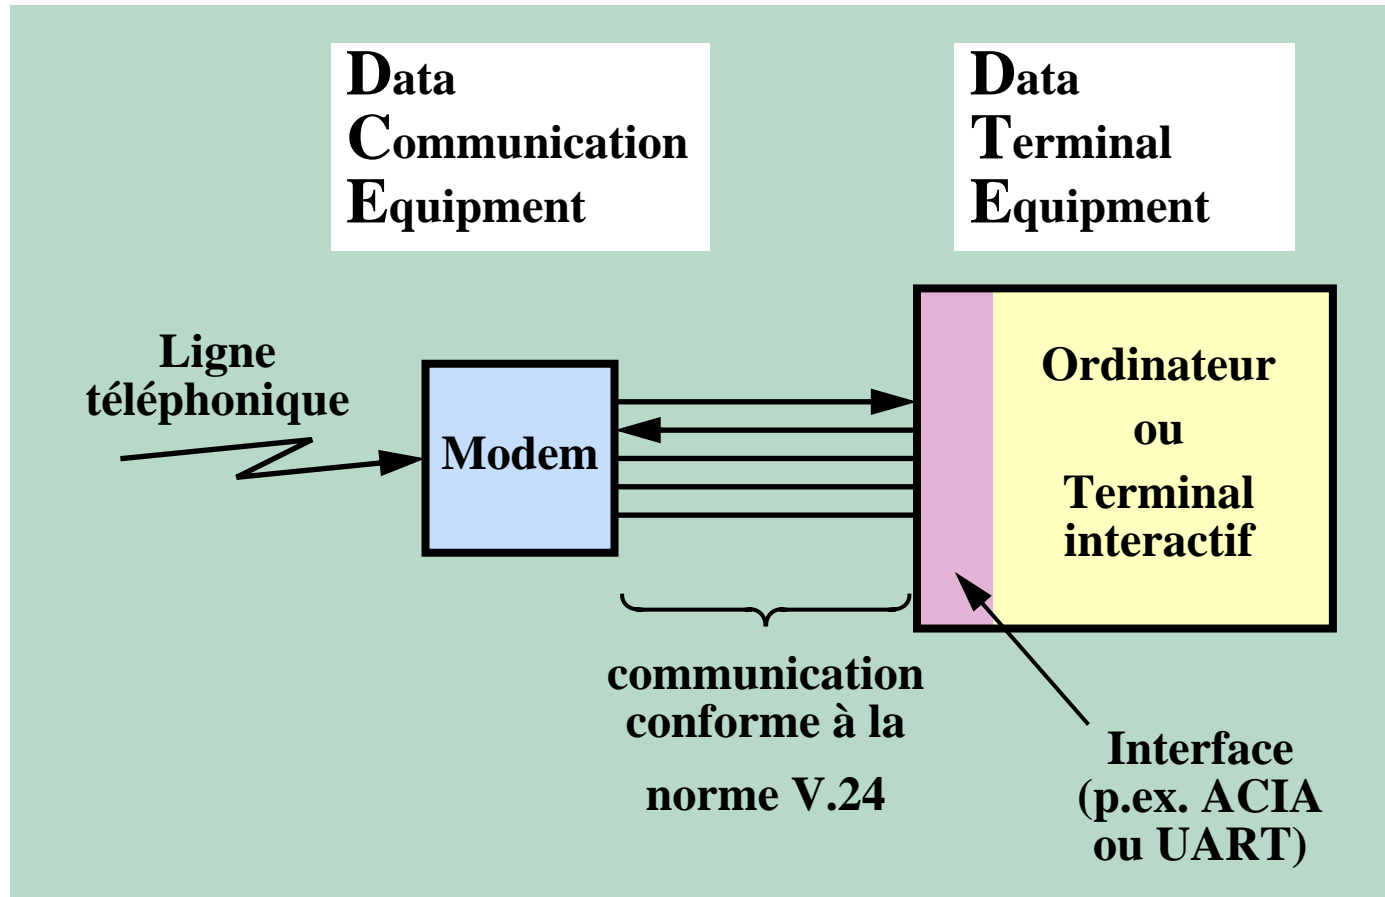 Data
Communication
Equipment
Data
Terminal
Equipment
Ligne
téléphonique
Modem
Ordinateur
ou
Terminal
interactif
communication
conforme à la
norme V.24
Interface
(p.ex. ACIA
ou UART)